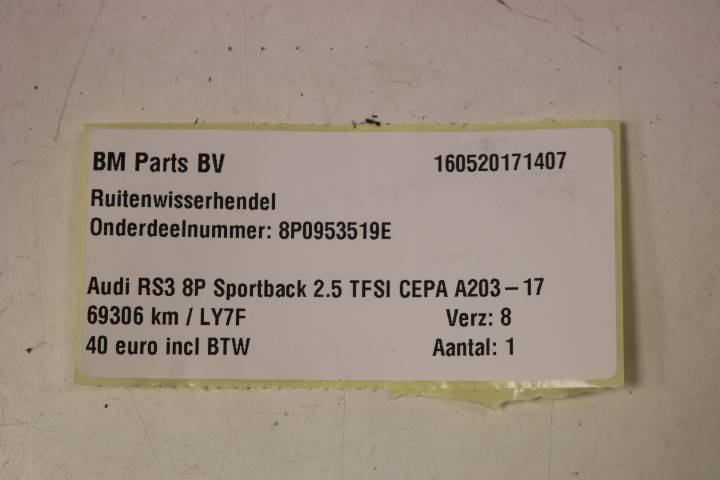 BM Parts BV 160520171407
Ruitenwisserhendel
Onderdeelnummer: 8P0953519E
Audi RS3 8P Sportback 2.5 TFSI CEPA A203-17
69306 km / LY7F Verz: 8
40 euro incl BTW Aantal: 1